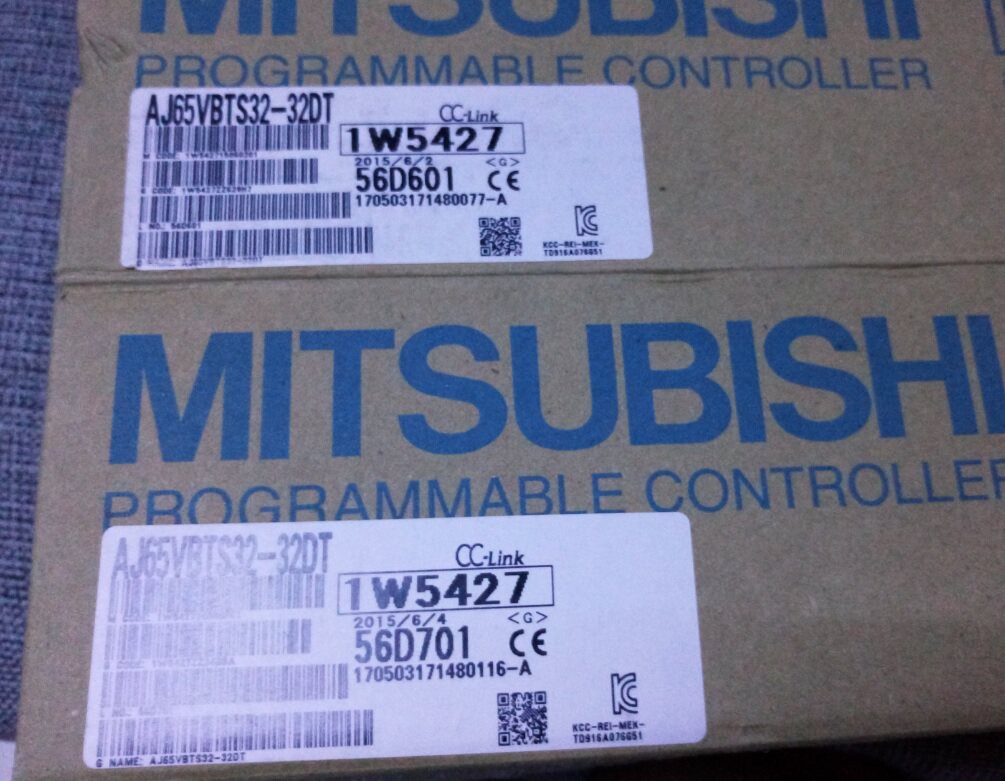 MITSUBISHI
PROGRAMMABLE CONTROLLER
AJ65VBTS32-32DT
CC-Link
1W5427
2015/6/2 <G>
56D601 CE
170503171480077-A
KCC-REI-MEK-
TD916A076G51
MITSUBISHI
PROGRAMMABLE CONTROLLER
AJ65VBTS32-32DT
CC-Link
1W5427
2015/6/4 <G>
56D701 CE
170503171480116-A
KCC-REI-MEK-
TD916A076G51
G NAME: AJ65VBTS32-32DT